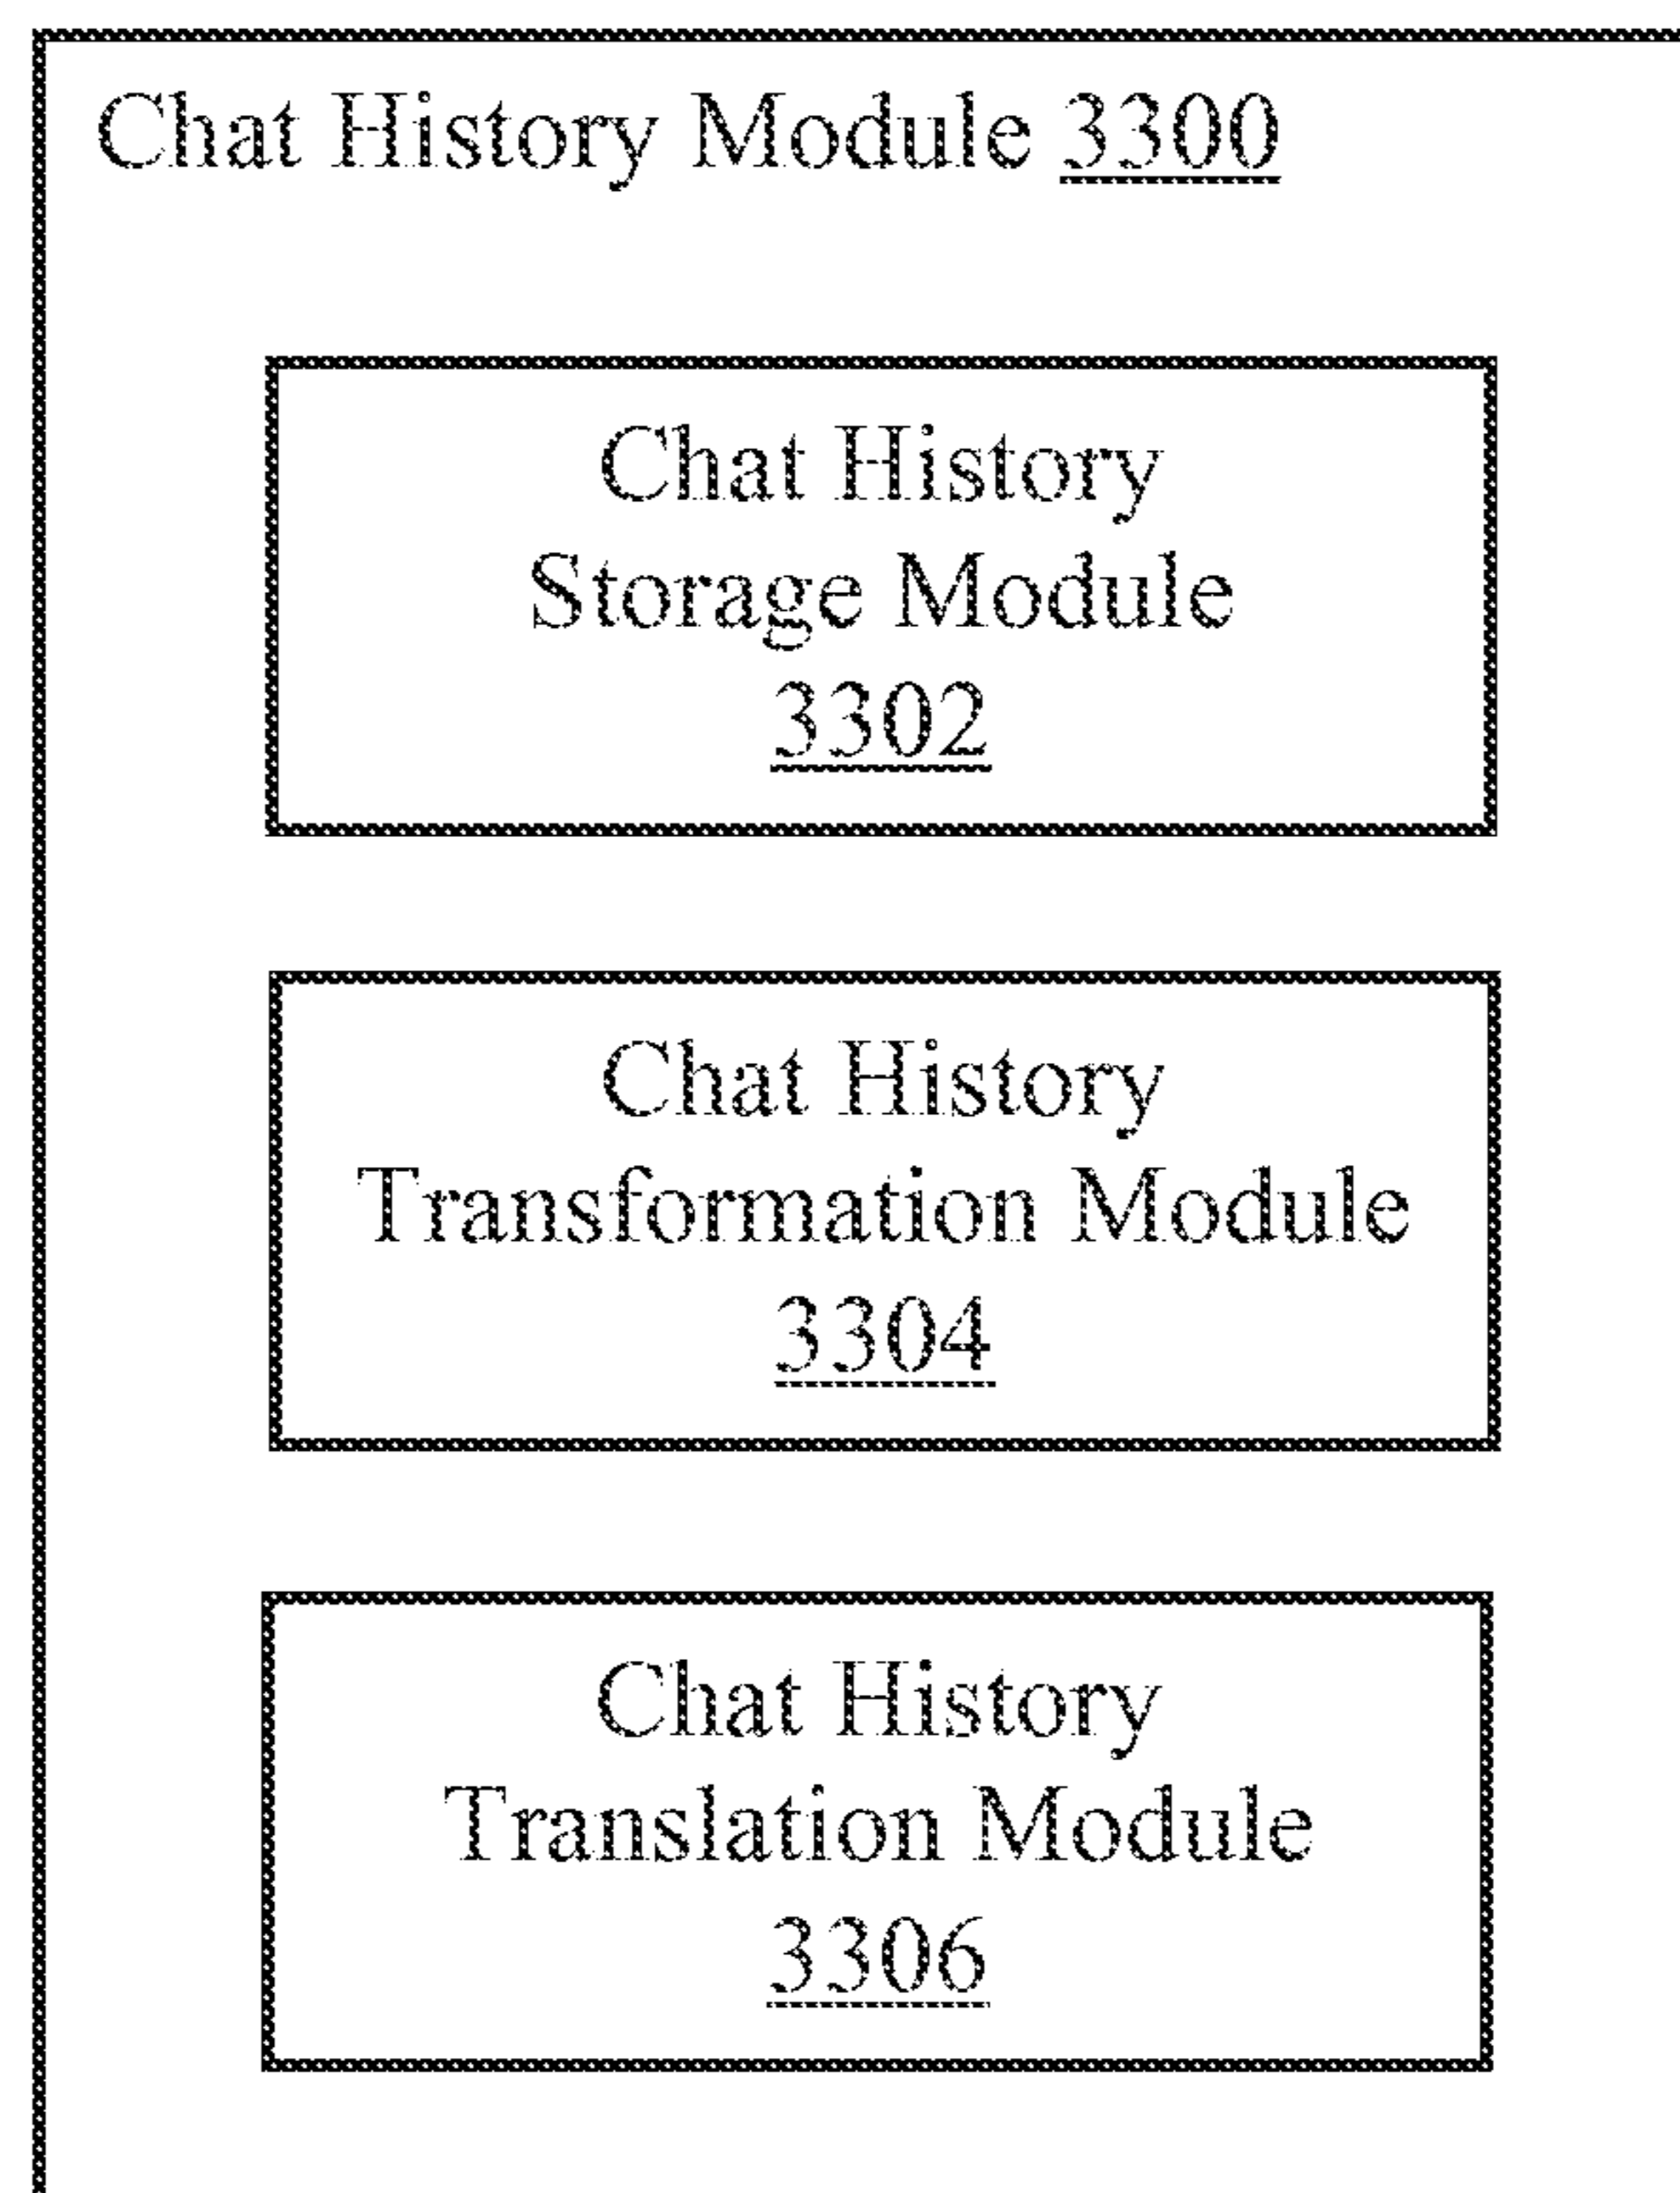 Chat History Module 3300
Chat History
Storage Module
3302
Chat History
Transformation Module
3304
Chat History
Translation Module
3306